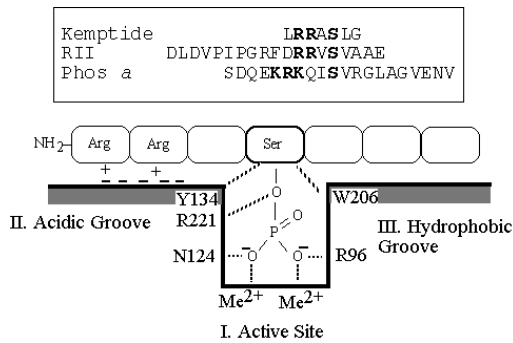 Kemptide LRRASLG
RII DLDVPIPGRFDRRVSVAAE
Phos a SDQEKRKQISVRGLAGVENV
NH2 Arg Arg Ser
+ +
Y134 O W206
II. Acidic Groove R221 O III. Hydrophobic Groove
P
N124 O O R96
Me2+ Me2+
I. Active Site